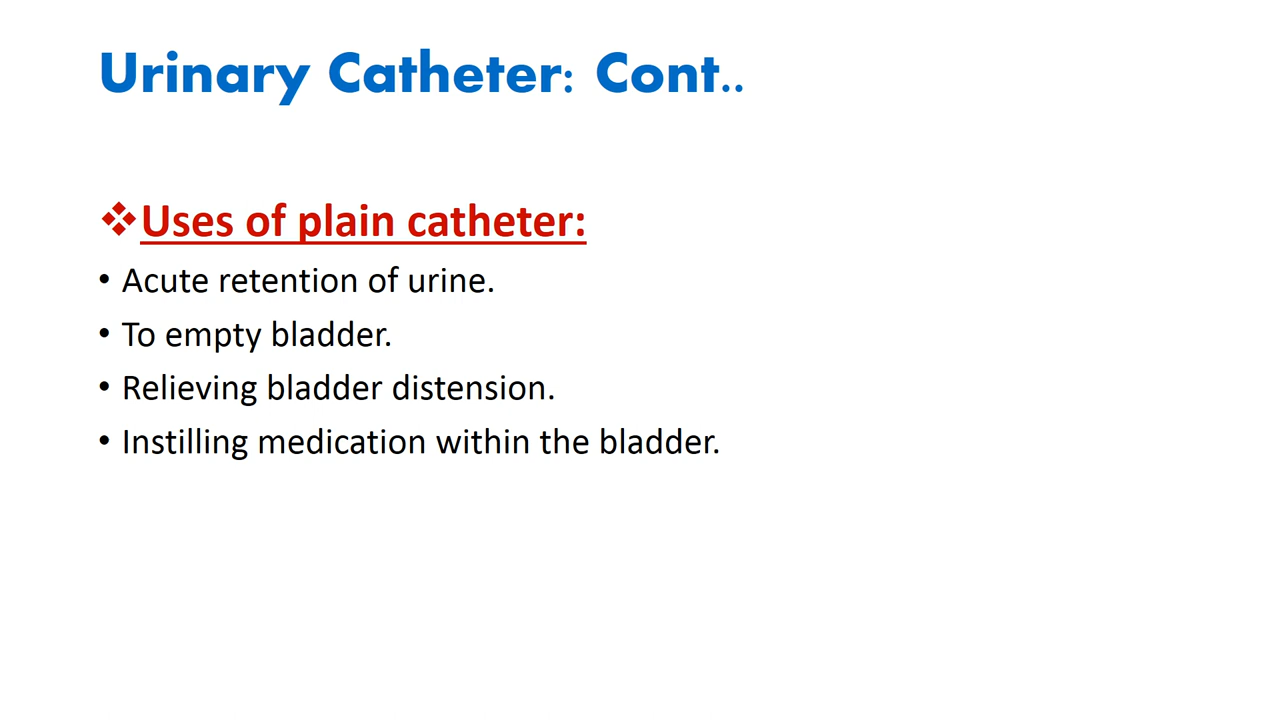 Urinary Catheter: Cont..
❖Uses of plain catheter:
• Acute retention of urine.
• To empty bladder.
• Relieving bladder distension.
• Instilling medication within the bladder.